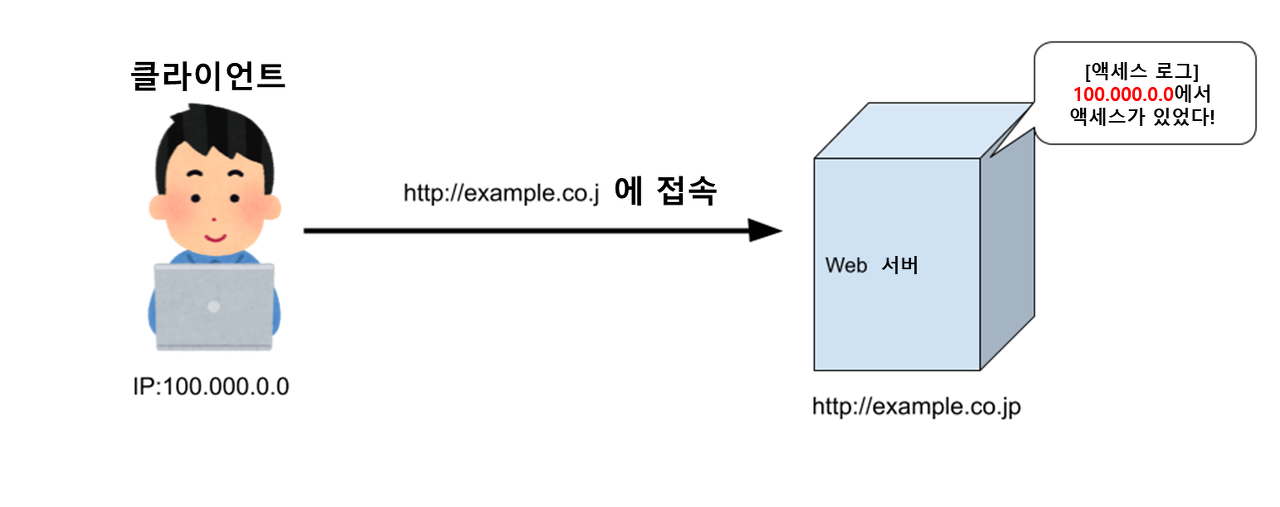 클라이언트
IP:100.000.0.0
http://example.co.j 에 접속
[액세스 로그]
100.000.0.0에서
액세스가 있었다!
Web 서버
http://example.co.jp